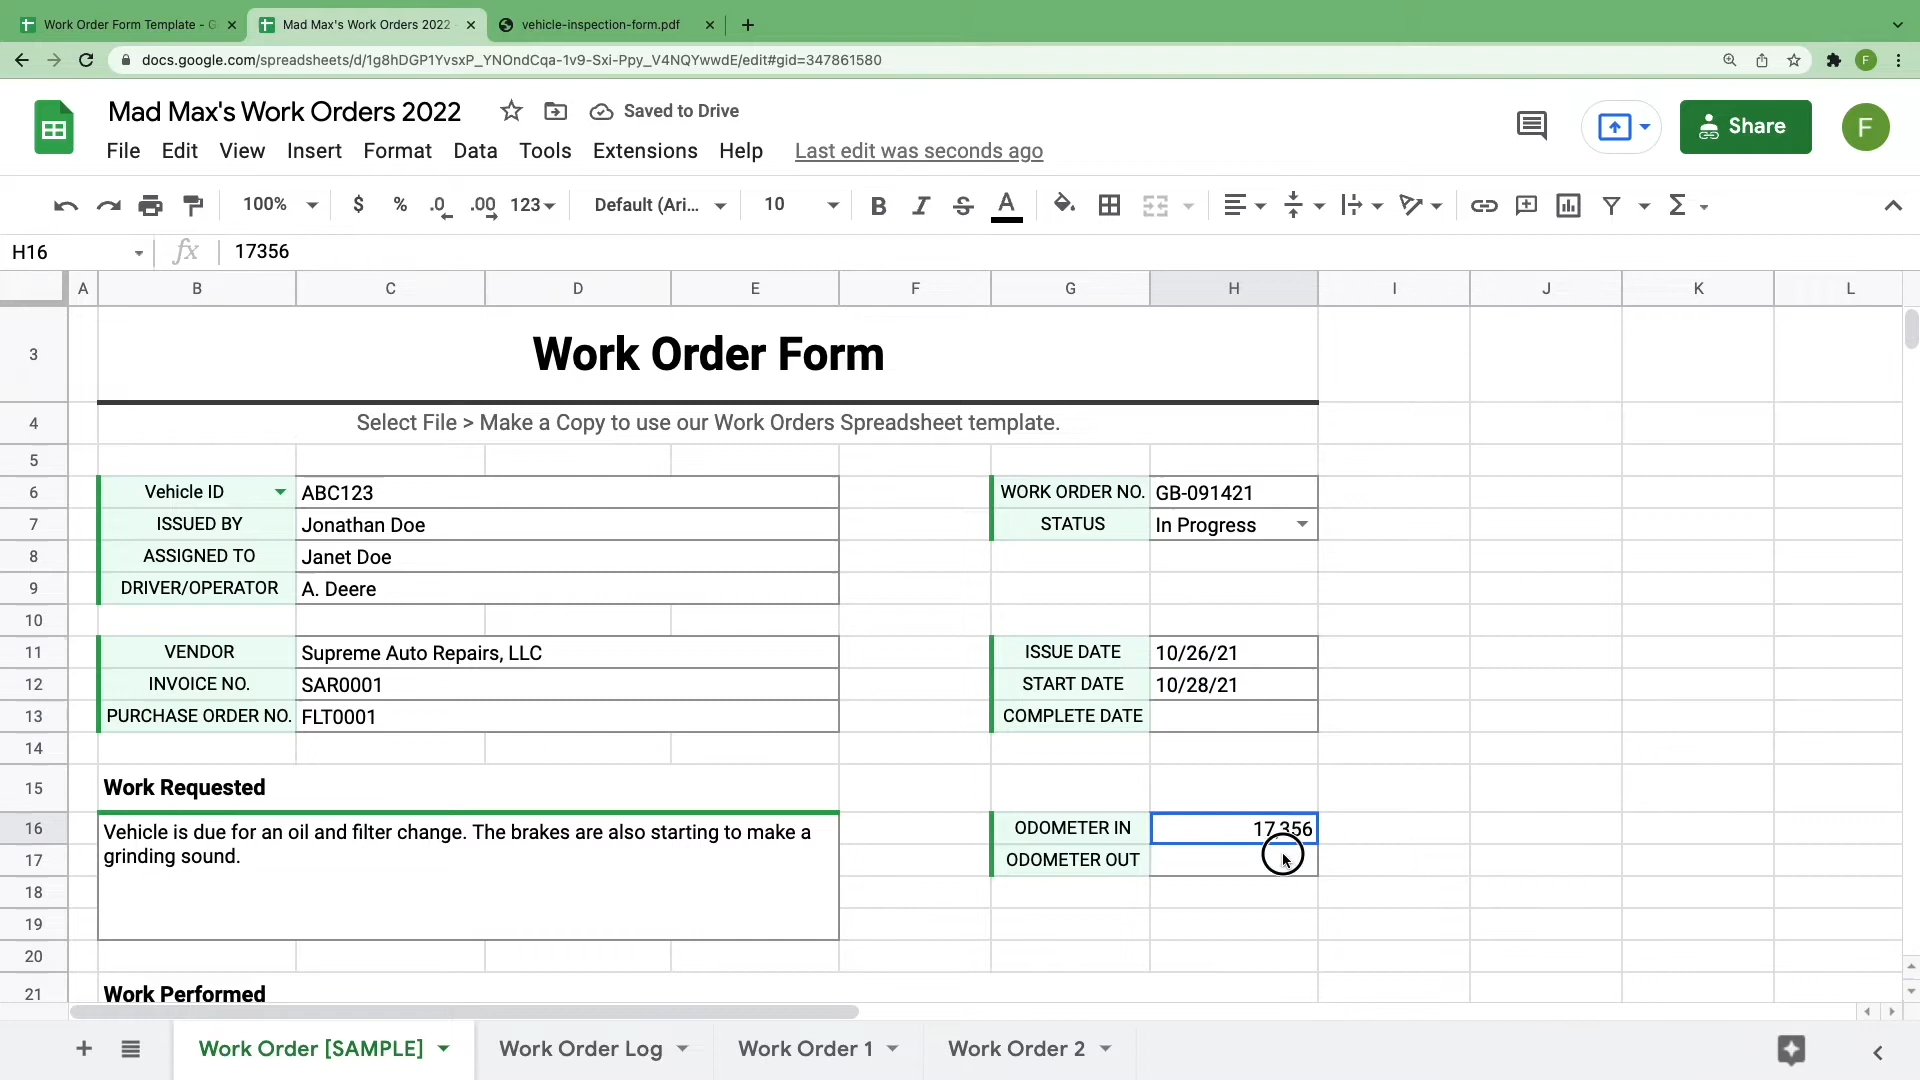 Work Order Form Template - G
Mad Max's Work Orders 2022 -
vehicle-inspection-form.pdf
docs.google.com/spreadsheets/d/1g8hDGP1YvsxP_YNOndCqa-1v9-Sxi-Ppy_V4NQYwwdE/edit#gid=347861580
F
Mad Max's Work Orders 2022
Saved to Drive
Share
F
File Edit View Insert Format Data Tools Extensions Help Last edit was seconds ago
100% $ % .0 .00 123 Default (Ari... 10 B I S A Σ
H16 fx 17356
A B C D E F G H I J K L
3 Work Order Form
4 Select File > Make a Copy to use our Work Orders Spreadsheet template.
5
6 Vehicle ID ABC123 WORK ORDER NO. GB-091421
7 ISSUED BY Jonathan Doe STATUS In Progress
8 ASSIGNED TO Janet Doe
9 DRIVER/OPERATOR A. Deere
10
11 VENDOR Supreme Auto Repairs, LLC ISSUE DATE 10/26/21
12 INVOICE NO. SAR0001 START DATE 10/28/21
13 PURCHASE ORDER NO. FLT0001 COMPLETE DATE
14
15 Work Requested
16 Vehicle is due for an oil and filter change. The brakes are also starting to make a ODOMETER IN 17,356
17 grinding sound. ODOMETER OUT
18
19
20
21 Work Performed
Work Order [SAMPLE] Work Order Log Work Order 1 Work Order 2